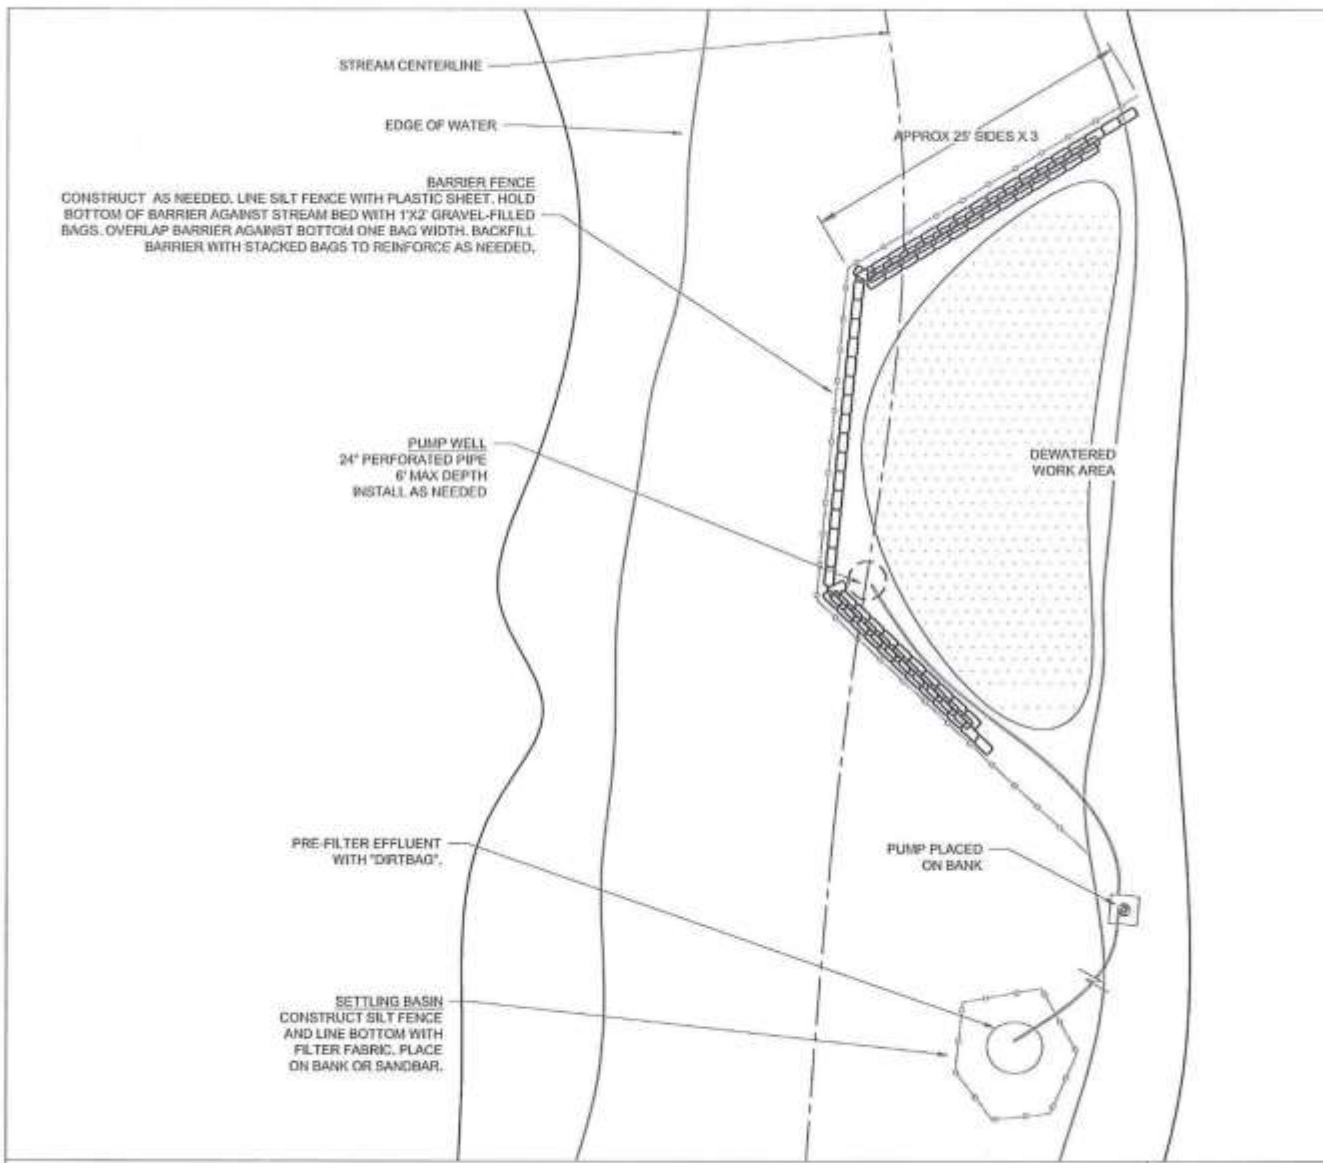 STREAM CENTERLINE
EDGE OF WATER
APPROX 25' SIDES X 3
BARRIER FENCE
CONSTRUCT AS NEEDED. LINE SILT FENCE WITH PLASTIC SHEET. HOLD
BOTTOM OF BARRIER AGAINST STREAM BED WITH 1'X2' GRAVEL-FILLED
BAGS. OVERLAP BARRIER AGAINST BOTTOM ONE BAG WIDTH. BACKFILL
BARRIER WITH STACKED BAGS TO REINFORCE AS NEEDED.
PUMP WELL
24" PERFORATED PIPE
6' MAX DEPTH
INSTALL AS NEEDED
DEWATERED
WORK AREA
PRE-FILTER EFFLUENT
WITH "DIRTBAG".
PUMP PLACED
ON BANK
SETTLING BASIN
CONSTRUCT SILT FENCE
AND LINE BOTTOM WITH
FILTER FABRIC. PLACE
ON BANK OR SANDBAR.